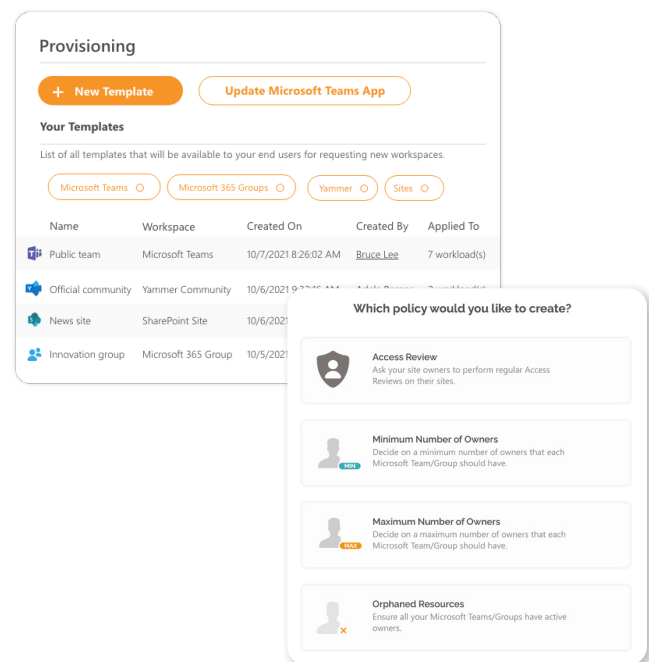 Provisioning
+ New Template
Update Microsoft Teams App
Your Templates
List of all templates that will be available to your end users for requesting new workspaces.
Microsoft Teams
Microsoft 365 Groups
Yammer
Sites
Name Workspace Created On Created By Applied To
Public team Microsoft Teams 10/7/2021 8:26:02 AM Bruce Lee 7 workload(s)
Official community Yammer Community 10/6/2021
News site SharePoint Site 10/6/2021
Innovation group Microsoft 365 Group 10/5/2021
Which policy would you like to create?
Access Review
Ask your site owners to perform regular Access
Reviews on their sites.
Minimum Number of Owners
Decide on a minimum number of owners that each
Microsoft Team/Group should have.
MIN
Maximum Number of Owners
Decide on a maximum number of owners that each
Microsoft Team/Group should have.
MAX
Orphaned Resources
Ensure all your Microsoft Teams/Groups have active
owners.